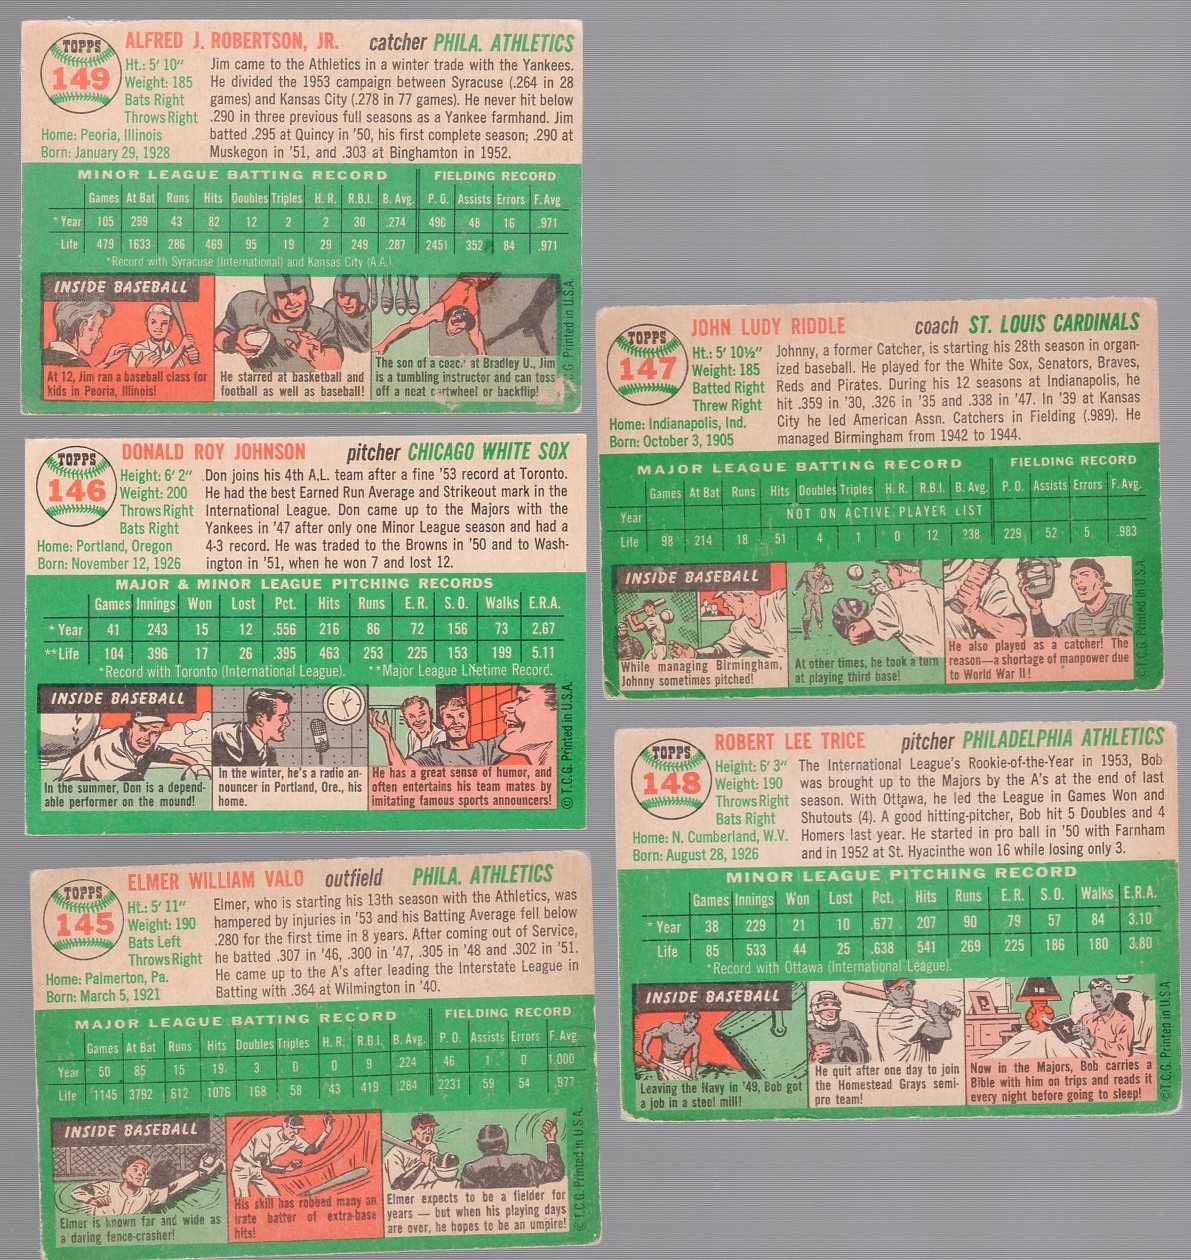 TOPPS
149
ALFRED J. ROBERTSON, JR. catcher PHILA. ATHLETICS
Ht.: 5' 10"
Weight: 185
Bats Right
Throws Right
Home: Peoria, Illinois
Born: January 29, 1928
Jim came to the Athletics in a winter trade with the Yankees.
He divided the 1953 campaign between Syracuse (.264 in 28
games) and Kansas City (.278 in 77 games). He never hit below
.290 in three previous full seasons as a Yankee farmhand. Jim
batted .295 at Quincy in '50, his first complete season; .290 at
Muskegon in '51, and .303 at Binghamton in 1952.
MINOR LEAGUE BATTING RECORD FIELDING RECORD
Games At Bat Runs Hits Doubles Triples H. R. R.B.I. B. Avg. P. O. Assists Errors F. Avg
* Year 105 299 43 82 12 2 2 30 .274 490 48 16 .971
Life 479 1633 286 469 95 19 29 249 .287 2451 352 84 .971
*Record with Syracuse (International) and Kansas City (A.A.)
INSIDE BASEBALL
At 12, Jim ran a baseball class for
kids in Peoria, Illinois!
He starred at basketball and
football as well as baseball!
The son of a coach at Bradley U., Jim
is a tumbling instructor and can toss
off a neat cartwheel or backflip!
T.C.G. Printed in U.S.A.
TOPPS
146
DONALD ROY JOHNSON pitcher CHICAGO WHITE SOX
Height: 6' 2"
Weight: 200
Throws Right
Bats Right
Home: Portland, Oregon
Born: November 12, 1926
Don joins his 4th A.L. team after a fine '53 record at Toronto.
He had the best Earned Run Average and Strikeout mark in the
International League. Don came up to the Majors with the
Yankees in '47 after only one Minor League season and had a
4-3 record. He was traded to the Browns in '50 and to Wash-
ington in '51, when he won 7 and lost 12.
MAJOR & MINOR LEAGUE PITCHING RECORDS
Games Innings Won Lost Pct. Hits Runs E. R. S. O. Walks E.R.A.
* Year 41 243 15 12 .556 216 86 72 156 73 2.67
**Life 104 396 17 26 .395 463 253 225 153 199 5.11
*Record with Toronto (International League). **Major League Lifetime Record.
INSIDE BASEBALL
In the summer, Don is a depend-
able performer on the mound!
In the winter, he's a radio an-
nouncer in Portland, Ore., his
home.
He has a great sense of humor, and
often entertains his team mates by
imitating famous sports announcers!
© T.C.G. Printed in U.S.A.
TOPPS
145
ELMER WILLIAM VALO outfield PHILA. ATHLETICS
Ht.: 5' 11"
Weight: 190
Bats Left
Throws Right
Home: Palmerton, Pa.
Born: March 5, 1921
Elmer, who is starting his 13th season with the Athletics, was
hampered by injuries in '53 and his Batting Average fell below
.280 for the first time in 8 years. After coming out of Service,
he batted .307 in '46, .300 in '47, .305 in '48 and .302 in '51.
He came up to the A's after leading the Interstate League in
Batting with .364 at Wilmington in '40.
MAJOR LEAGUE BATTING RECORD FIELDING RECORD
Games At Bat Runs Hits Doubles Triples H. R. R.B.I. B. Avg. P. O. Assists Errors F. Avg.
Year 50 85 15 19 3 0 0 9 .224 46 1 0 1.000
Life 1145 3792 612 1076 168 58 43 419 .284 2231 59 54 .977
INSIDE BASEBALL
Elmer is known far and wide as
a daring fence-crasher!
His skill has robbed many an
irate batter of extra-base
hits!
Elmer expects to be a fielder for
years — but when his playing days
are over, he hopes to be an umpire!
© T.C.G. Printed in U.S.A.
TOPPS
147
JOHN LUDY RIDDLE coach ST. LOUIS CARDINALS
Ht.: 5' 10½"
Weight: 185
Batted Right
Threw Right
Home: Indianapolis, Ind.
Born: October 3, 1905
Johnny, a former Catcher, is starting his 28th season in organ-
ized baseball. He played for the White Sox, Senators, Braves,
Reds and Pirates. During his 12 seasons at Indianapolis, he
hit .359 in '30, .326 in '35 and .338 in '47. In '39 at Kansas
City he led American Assn. Catchers in Fielding (.989). He
managed Birmingham from 1942 to 1944.
MAJOR LEAGUE BATTING RECORD FIELDING RECORD
Games At Bat Runs Hits Doubles Triples H. R. R.B.I. B. Avg. P. O. Assists Errors F. Avg.
Year NOT ON ACTIVE PLAYER LIST
Life 98 214 18 51 4 1 0 12 .238 229 52 5 .983
INSIDE BASEBALL
While managing Birmingham,
Johnny sometimes pitched!
At other times, he took a turn
at playing third base!
He also played as a catcher! The
reason—a shortage of manpower due
to World War II!
© T.C.G. Printed in U.S.A.
TOPPS
148
ROBERT LEE TRICE pitcher PHILADELPHIA ATHLETICS
Height: 6' 3"
Weight: 190
Throws Right
Bats Right
Home: N. Cumberland, W.V.
Born: August 28, 1926
The International League's Rookie-of-the-Year in 1953, Bob
was brought up to the Majors by the A's at the end of last
season. With Ottawa, he led the League in Games Won and
Shutouts (4). A good hitting-pitcher, Bob hit 5 Doubles and 4
Homers last year. He started in pro ball in '50 with Farnham
and in 1952 at St. Hyacinthe won 16 while losing only 3.
MINOR LEAGUE PITCHING RECORD
Games Innings Won Lost Pct. Hits Runs E. R. S. O. Walks E.R.A.
* Year 38 229 21 10 .677 207 90 79 57 84 3.10
Life 85 533 44 25 .638 541 269 225 186 180 3.80
*Record with Ottawa (International League).
INSIDE BASEBALL
Leaving the Navy in '49, Bob got
a job in a steel mill!
He quit after one day to join
the Homestead Grays semi-
pro team!
Now in the Majors, Bob carries a
Bible with him on trips and reads it
every night before going to sleep!
© T.C.G. Printed in U.S.A.